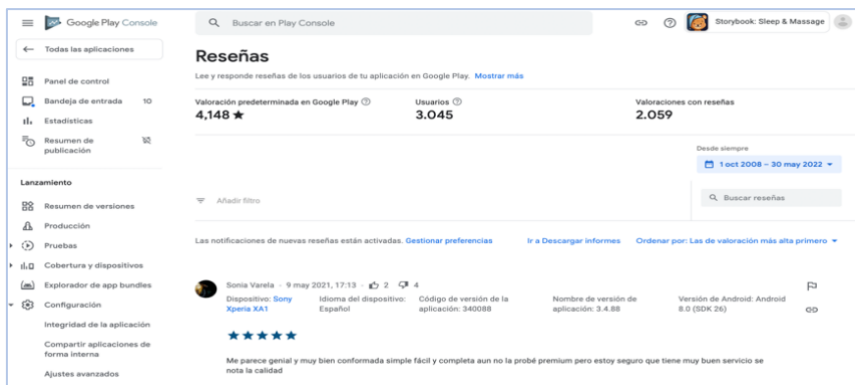 Google Play Console
Buscar en Play Console
Storybook: Sleep & Massage
Todas las aplicaciones
Panel de control
Bandeja de entrada 10
Estadísticas
Resumen de
publicación
Lanzamiento
Resumen de versiones
Producción
Pruebas
Cobertura y dispositivos
Explorador de app bundles
Configuración
Integridad de la aplicación
Compartir aplicaciones de
forma interna
Ajustes avanzados
Reseñas
Lee y responde reseñas de los usuarios de tu aplicación en Google Play. Mostrar más
Valoración predeterminada en Google Play Usuarios Valoraciones con reseñas
4,148 ★ 3.045 2.059
Desde siempre
1 oct 2008 – 30 may 2022
Añadir filtro
Buscar reseñas
Las notificaciones de nuevas reseñas están activadas. Gestionar preferencias Ir a Descargar informes Ordenar por: Las de valoración más alta primero
Sonia Varela - 9 may 2021, 17:13 - 2 4
Dispositivo: Sony Idioma del dispositivo: Código de versión de la Nombre de versión de Versión de Android: Android
Xperia XA1 Español aplicación: 340088 aplicación: 3.4.88 8.0 (SDK 26)
★★★★★
Me parece genial y muy bien conformada simple fácil y completa aun no la probé premium pero estoy seguro que tiene muy buen servicio se
nota la calidad